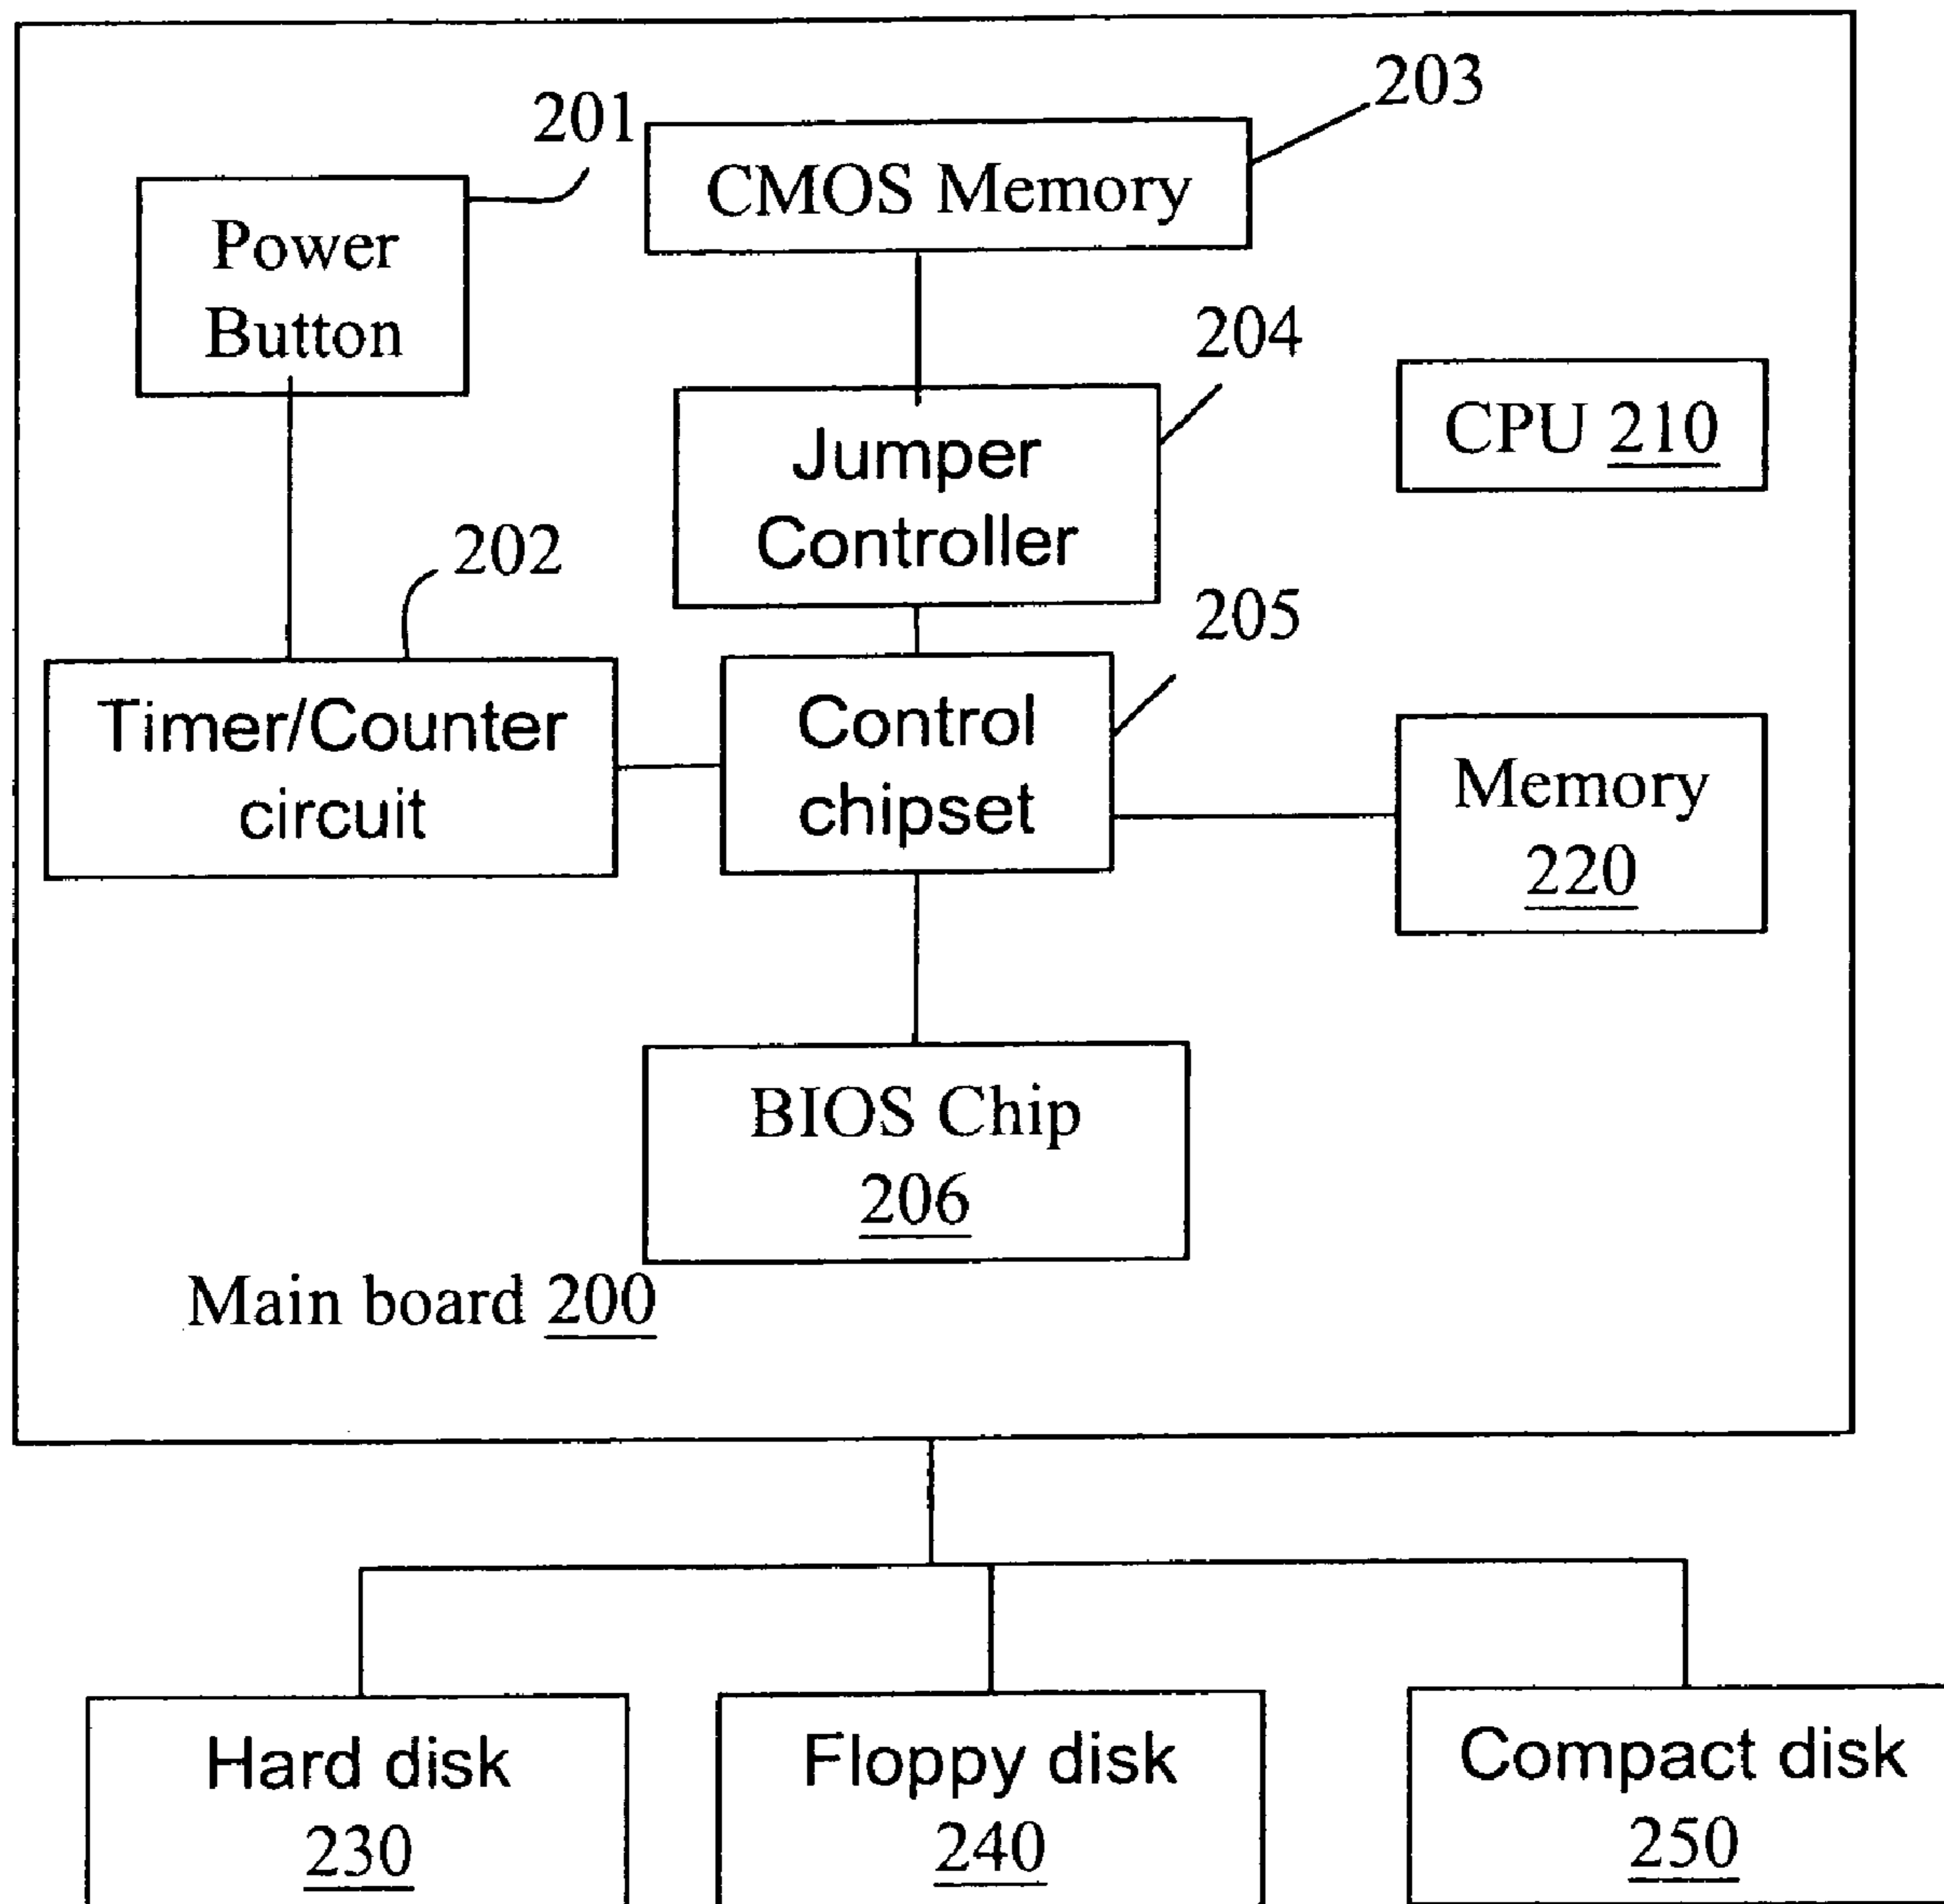 203
201
CMOS Memory
Power
Button
204
CPU 210
Jumper
Controller
202
205
Timer/Counter
circuit
Control
chipset
Memory
220
BIOS Chip
206
Main board 200
Hard disk
230
Floppy disk
240
Compact disk
250